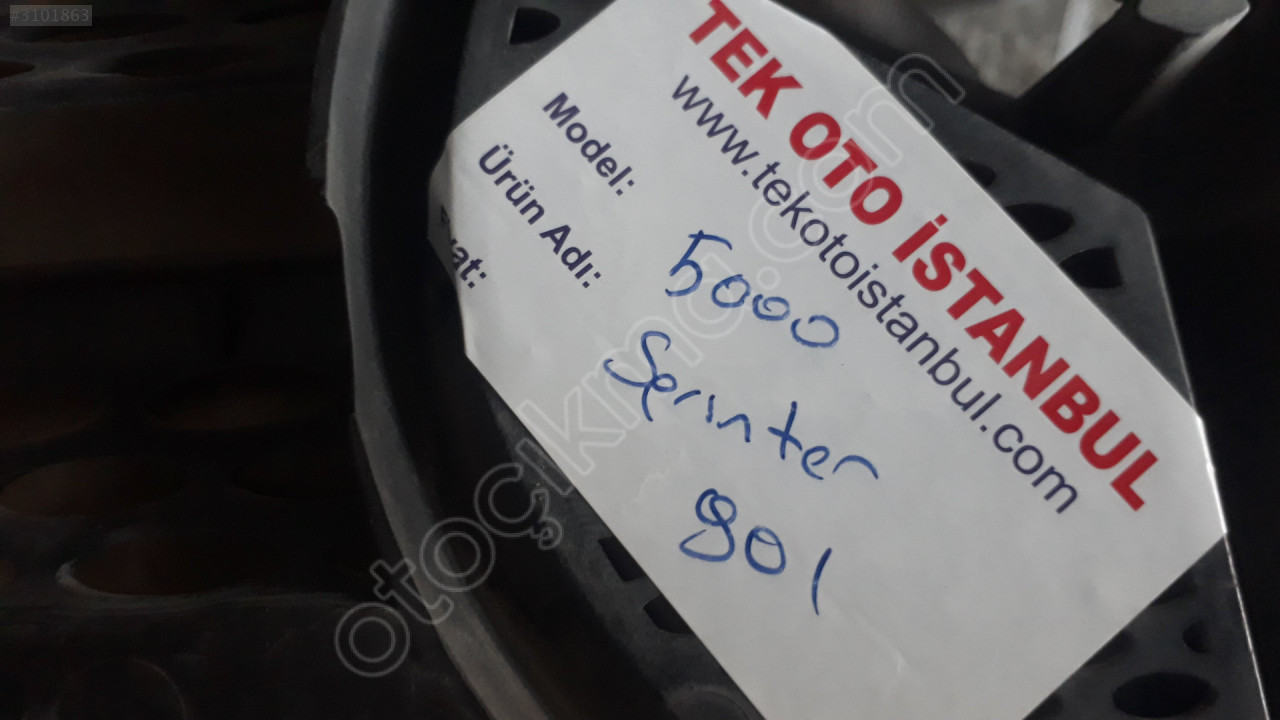 #3101863
TEK OTO İSTANBUL
www.tekotoistanbul.com
Model:
Ürün Adı:
5000
Sprinter
901
otoçıkma.com